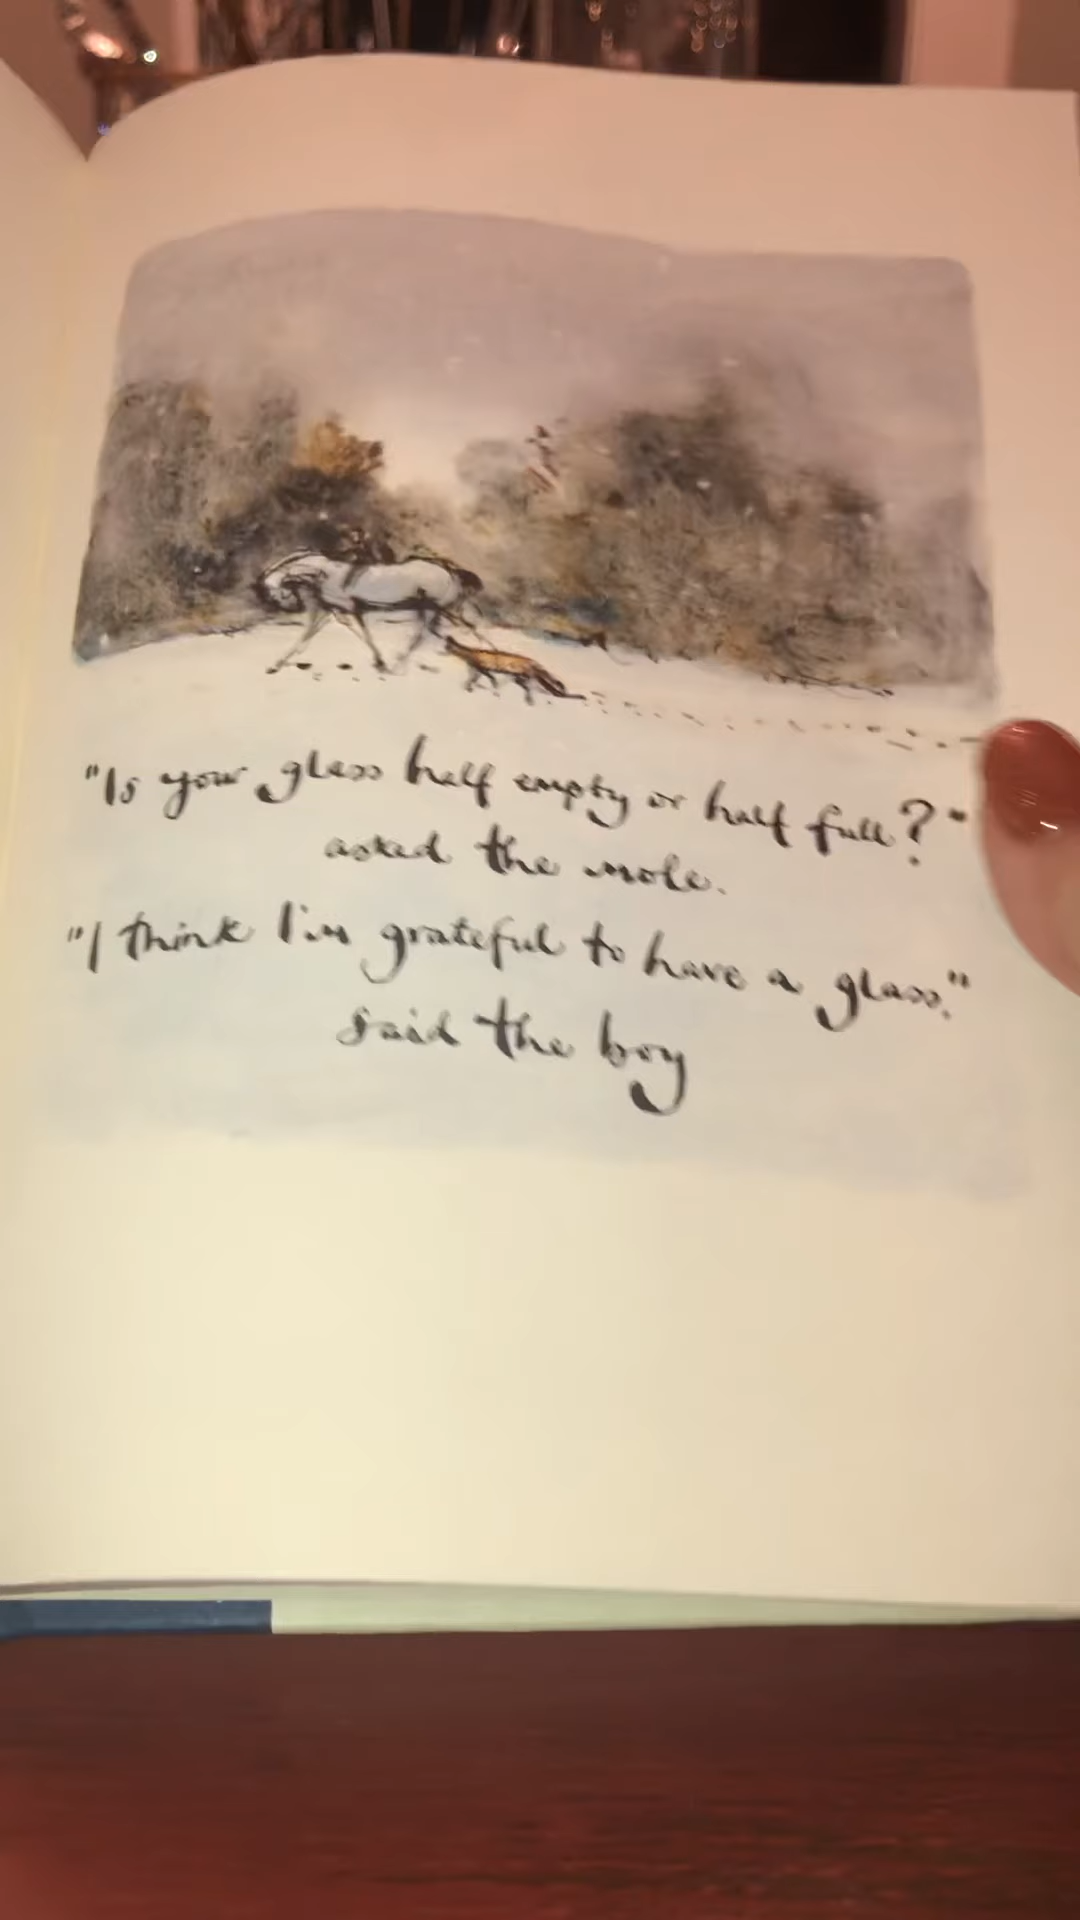 "Is your glass half empty or half full?"
asked the mole.
"I think I'm grateful to have a glass."
said the boy